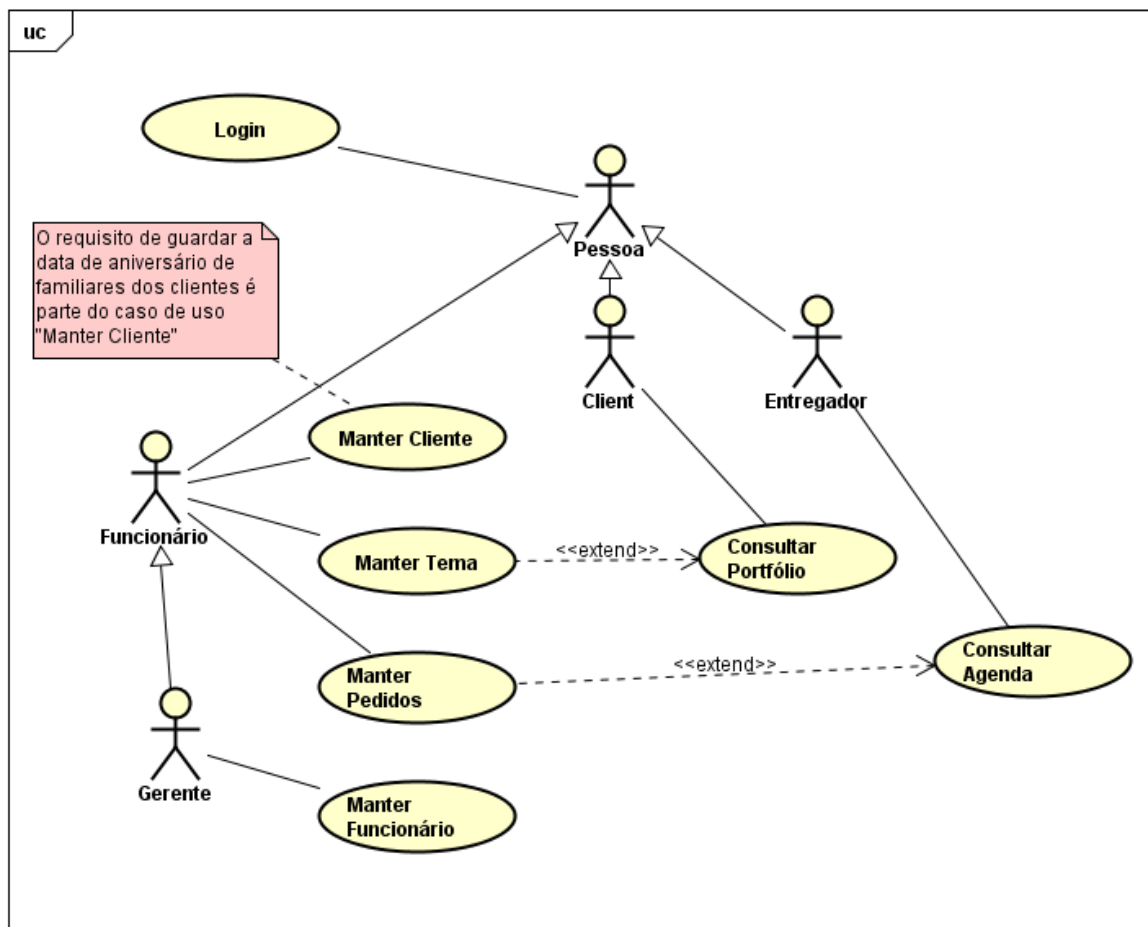 uc
Login
Pessoa
O requisito de guardar a
data de aniversário de
familiares dos clientes é
parte do caso de uso
"Manter Cliente"
Client
Entregador
Manter Cliente
Funcionário
Manter Tema
<<extend>>
Consultar
Portfólio
Manter
Pedidos
<<extend>>
Consultar
Agenda
Gerente
Manter
Funcionário